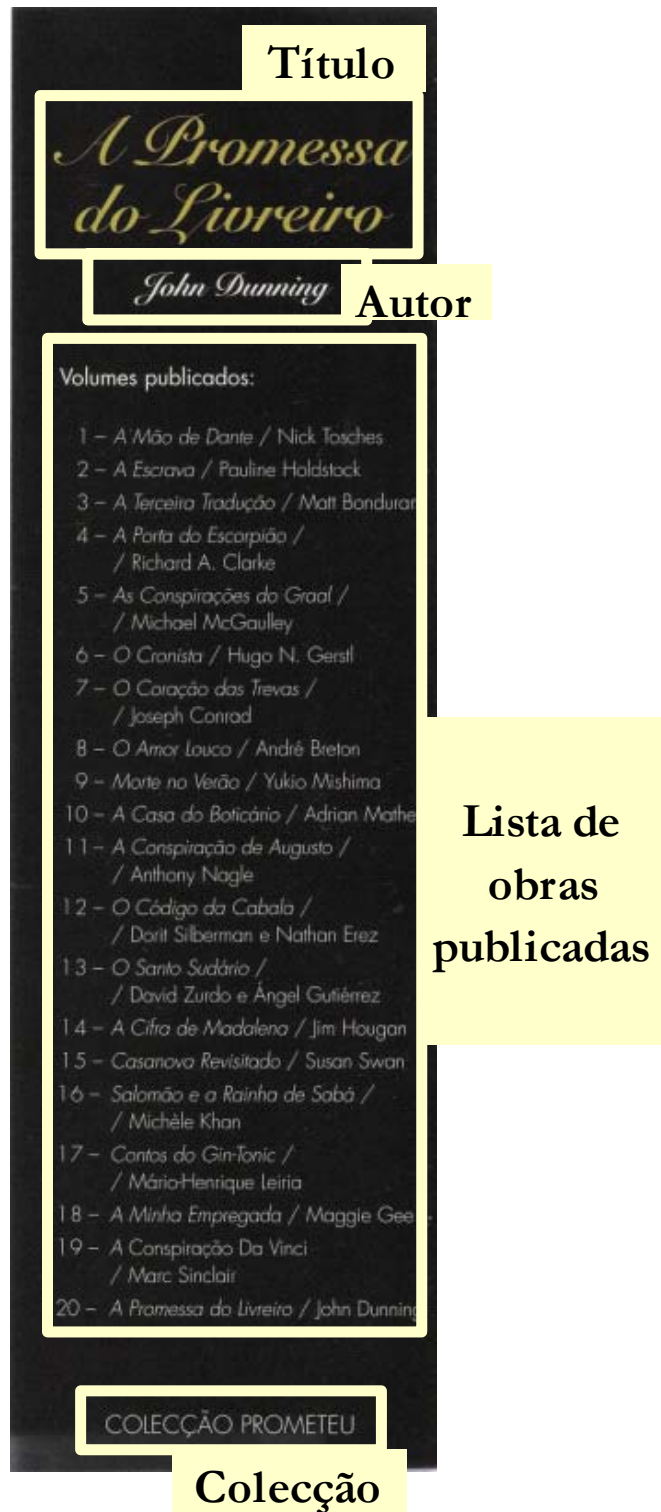 Título
A Promessa
do Livreiro
John Dunning
Autor
Volumes publicados:
1 – A Mão de Dante / Nick Tosches
2 – A Escrava / Pauline Holdstock
3 – A Terceira Tradução / Matt Bondurar
4 – A Porta do Escorpião /
/ Richard A. Clarke
5 – As Conspirações do Graal /
/ Michael McGaulley
6 – O Cronista / Hugo N. Gerstl
7 – O Coração das Trevas /
/ Joseph Conrad
8 – O Amor Louco / André Breton
9 – Morte no Verão / Yukio Mishima
10 – A Casa do Boticário / Adrian Mathe
11 – A Conspiração de Augusto /
/ Anthony Nagle
12 – O Código da Cabala /
/ Dorit Silberman e Nathan Erez
13 – O Santo Sudário /
/ David Zurdo e Ángel Gutiérrez
14 – A Cifra de Madalena / Jim Hougan
15 – Casanova Revisitado / Susan Swan
16 – Salomão e a Rainha de Sabá /
/ Michèle Khan
17 – Contos do Gin-Tonic /
/ Mário-Henrique Leiria
18 – A Minha Empregada / Maggie Gee
19 – A Conspiração Da Vinci
/ Marc Sinclair
20 – A Promessa do Livreiro / John Dunning
Lista de
obras
publicadas
COLECÇÃO PROMETEU
Colecção